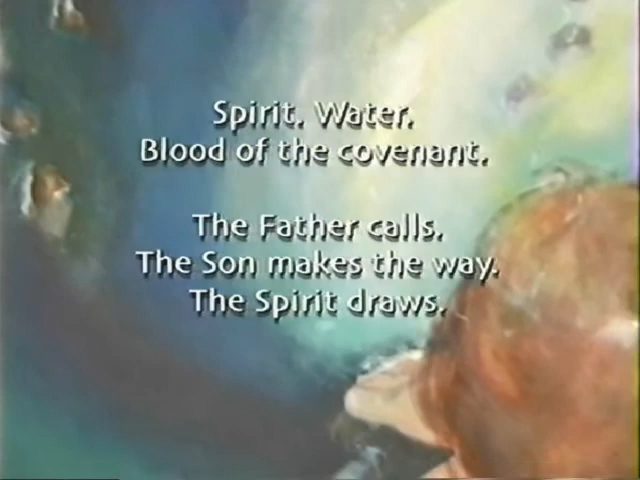 Spirit. Water.
Blood of the covenant.
The Father calls.
The Son makes the way.
The Spirit draws.